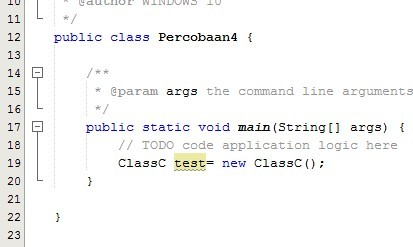 10 * @author WINDOWS 10
11 */
12 public class Percobaan4 {
13
14 /**
15 * @param args the command line arguments
16 */
17 public static void main(String[] args) {
18 // TODO code application logic here
19 ClassC test= new ClassC();
20 }
21
22 }
23